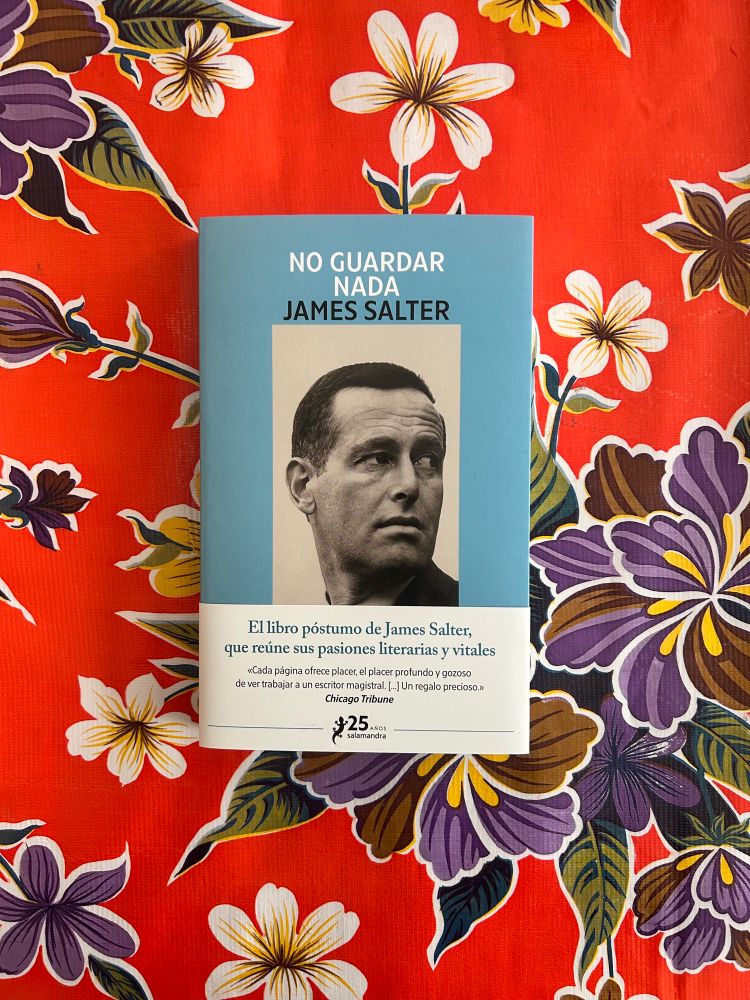 NO GUARDAR
NADA
JAMES SALTER
El libro póstumo de James Salter,
que reúne sus pasiones literarias y vitales
«Cada página ofrece placer, el placer profundo y gozoso
de ver trabajar a un escritor magistral. [...] Un regalo precioso.»
Chicago Tribune
25 AÑOS
salamandra